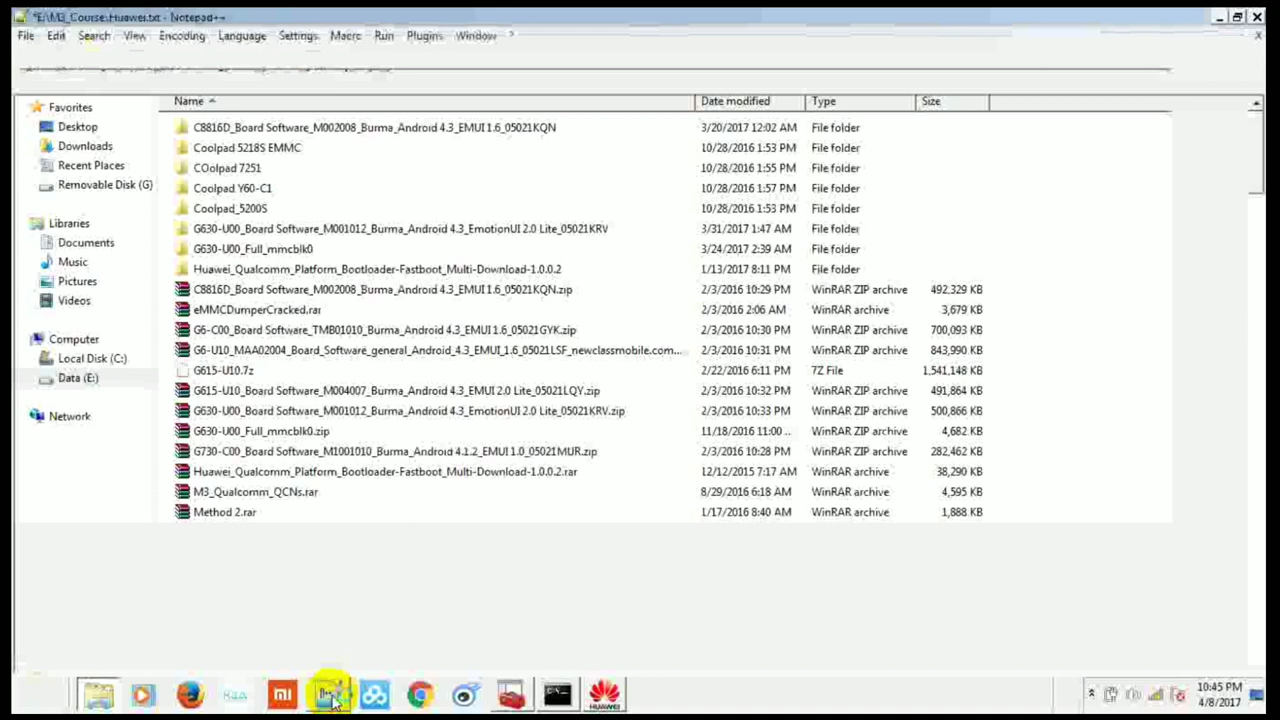 *E:\M3_Course\Huawei.txt - Notepad++
File Edit Search View Encoding Language Settings Macro Run Plugins Window X
Name Date modified Type Size
Favorites
Desktop
Downloads
Recent Places
Removable Disk (G)
Libraries
Documents
Music
Pictures
Videos
Computer
Local Disk (C:)
Data (E:)
Network
C8816D_Board Software_M002008_Burma_Android 4.3_EMUI 1.6_05021KQN 3/20/2017 12:02 AM File folder
Coolpad 5218S EMMC 10/28/2016 1:53 PM File folder
COolpad 7251 10/28/2016 1:55 PM File folder
Coolpad Y60-C1 10/28/2016 1:57 PM File folder
Coolpad_5200S 10/28/2016 1:53 PM File folder
G630-U00_Board Software_M001012_Burma_Android 4.3_EmotionUI 2.0 Lite_05021KRV 3/31/2017 1:47 AM File folder
G630-U00_Full_mmcblk0 3/24/2017 2:39 AM File folder
Huawei_Qualcomm_Platform_Bootloader-Fastboot_Multi-Download-1.0.0.2 1/13/2017 8:11 PM File folder
C8816D_Board Software_M002008_Burma_Android 4.3_EMUI 1.6_05021KQN.zip 2/3/2016 10:29 PM WinRAR ZIP archive 492,329 KB
eMMCDumperCracked.rar 2/3/2016 2:06 AM WinRAR archive 3,679 KB
G6-C00_Board Software_TMB01010_Burma_Android 4.3_EMUI 1.6_05021GYK.zip 2/3/2016 10:30 PM WinRAR ZIP archive 700,093 KB
G6-U10_MAA02004_Board_Software_general_Android_4.3_EMUI_1.6_05021LSF_newclassmobile.com... 2/3/2016 10:31 PM WinRAR ZIP archive 843,990 KB
G615-U10.7z 2/22/2016 6:11 PM 7Z File 1,541,148 KB
G615-U10_Board Software_M004007_Burma_Android 4.3_EMUI 2.0 Lite_05021LQY.zip 2/3/2016 10:32 PM WinRAR ZIP archive 491,864 KB
G630-U00_Board Software_M001012_Burma_Android 4.3_EmotionUI 2.0 Lite_05021KRV.zip 2/3/2016 10:33 PM WinRAR ZIP archive 500,866 KB
G630-U00_Full_mmcblk0.zip 11/18/2016 11:00 .. WinRAR ZIP archive 4,682 KB
G730-C00_Board Software_M1001010_Burma_Android 4.1.2_EMUI 1.0_05021MUR.zip 2/3/2016 10:28 PM WinRAR ZIP archive 282,462 KB
Huawei_Qualcomm_Platform_Bootloader-Fastboot_Multi-Download-1.0.0.2.rar 12/12/2015 7:17 AM WinRAR archive 38,290 KB
M3_Qualcomm_QCNs.rar 8/29/2016 6:18 AM WinRAR archive 4,595 KB
Method 2.rar 1/17/2016 8:40 AM WinRAR archive 1,888 KB
HUAWEI
10:45 PM
4/8/2017